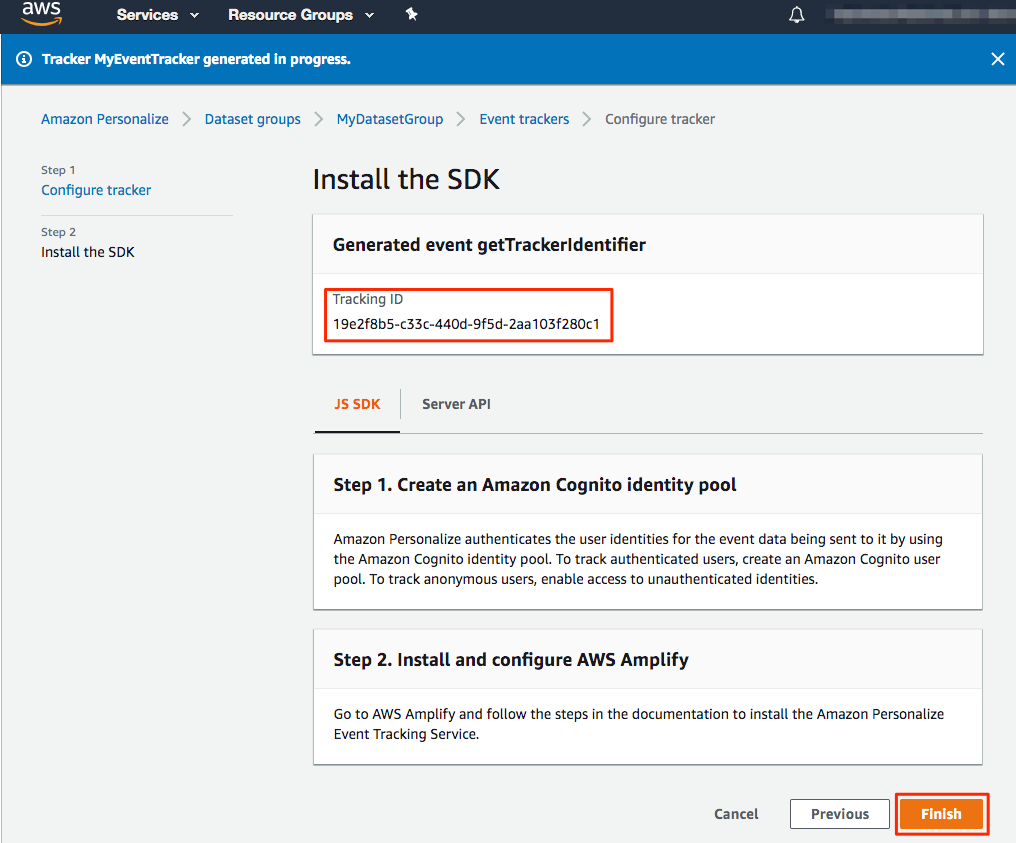 aws Services Resource Groups
Tracker MyEventTracker generated in progress.
Amazon Personalize Dataset groups MyDatasetGroup Event trackers Configure tracker
Step 1
Configure tracker
Step 2
Install the SDK
Install the SDK
Generated event getTrackerIdentifier
Tracking ID
19e2f8b5-c33c-440d-9f5d-2aa103f280c1
JS SDK Server API
Step 1. Create an Amazon Cognito identity pool
Amazon Personalize authenticates the user identities for the event data being sent to it by using
the Amazon Cognito identity pool. To track authenticated users, create an Amazon Cognito user
pool. To track anonymous users, enable access to unauthenticated identities.
Step 2. Install and configure AWS Amplify
Go to AWS Amplify and follow the steps in the documentation to install the Amazon Personalize
Event Tracking Service.
Cancel Previous Finish